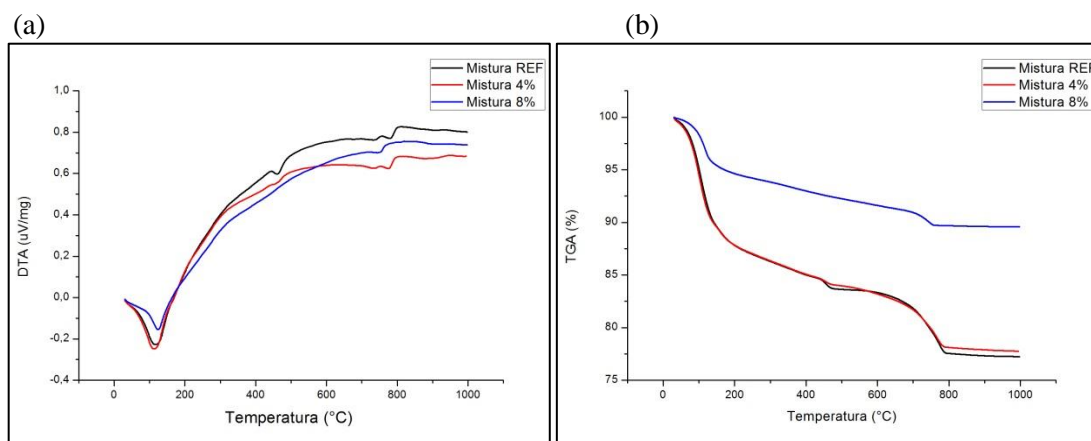 (a)
(b)
Mistura REF
Mistura 4%
Mistura 8%
1,0
0,8
0,6
0,4
0,2
0,0
-0,2
-0,4
DTA (uV/mg)
0 200 400 600 800 1000
Temperatura (°C)
Mistura REF
Mistura 4%
Mistura 8%
100
95
90
85
80
75
TGA (%)
0 200 400 600 800 1000
Temperatura (°C)